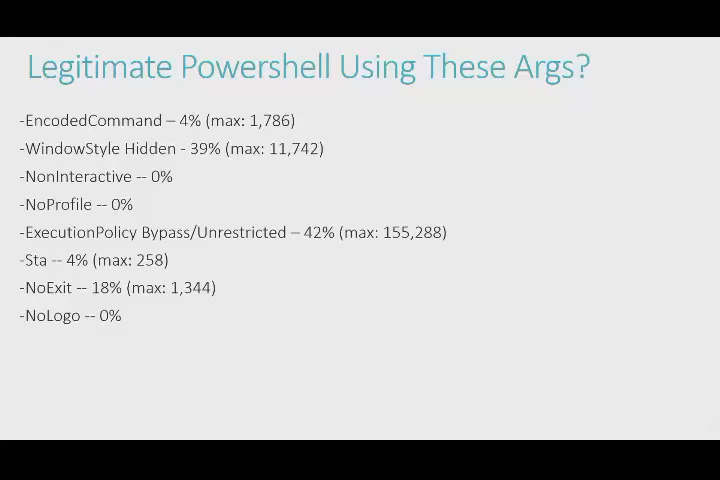 Legitimate Powershell Using These Args?
-EncodedCommand – 4% (max: 1,786)
-WindowStyle Hidden - 39% (max: 11,742)
-NonInteractive -- 0%
-NoProfile -- 0%
-ExecutionPolicy Bypass/Unrestricted – 42% (max: 155,288)
-Sta -- 4% (max: 258)
-NoExit -- 18% (max: 1,344)
-NoLogo -- 0%